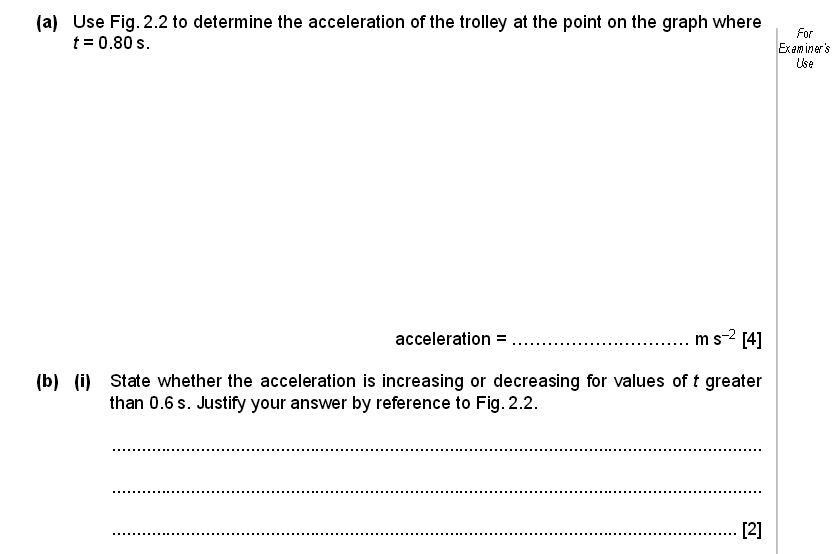 (a) Use Fig. 2.2 to determine the acceleration of the trolley at the point on the graph where
t = 0.80 s.
For
Examiner's
Use
acceleration = .............................. m s⁻² [4]
(b) (i) State whether the acceleration is increasing or decreasing for values of t greater
than 0.6 s. Justify your answer by reference to Fig. 2.2.
..................................................................................................................
..................................................................................................................
.............................................................................................................. [2]